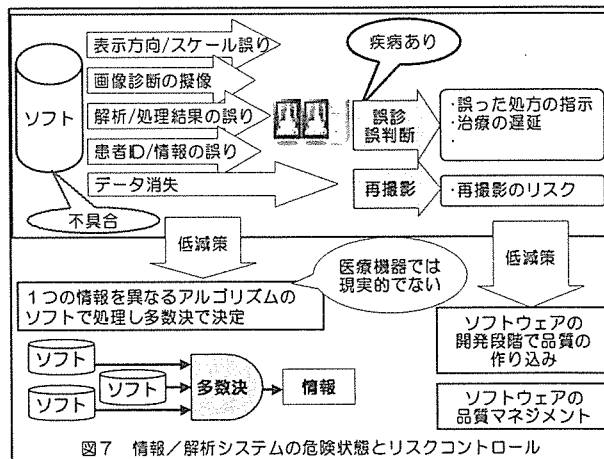 表示方向/スケール誤り
疾病あり
画像診断の擬像
ソフト
解析/処理結果の誤り
誤診
誤判断
・誤った処方の指示
・治療の遅延
・
患者ID/情報の誤り
データ消失
再撮影
・再撮影のリスク
不具合
低減策
医療機器では
現実的でない
低減策
1つの情報を異なるアルゴリズムの
ソフトで処理し多数決で決定
ソフトウェアの
開発段階で品質の
作り込み
ソフト
ソフト
ソフト
多数決
情報
ソフトウェアの
品質マネジメント
図7 情報/解析システムの危険状態とリスクコントロール